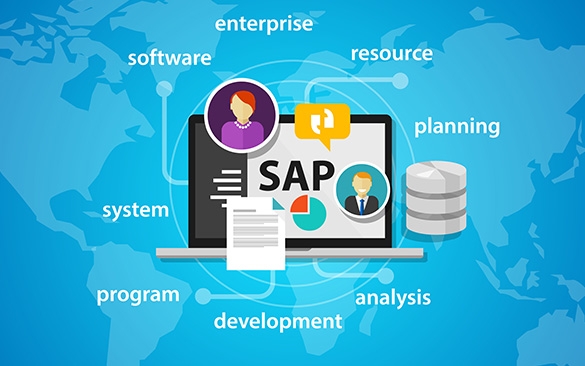 enterprise
software
resource
planning
SAP
system
program
analysis
development